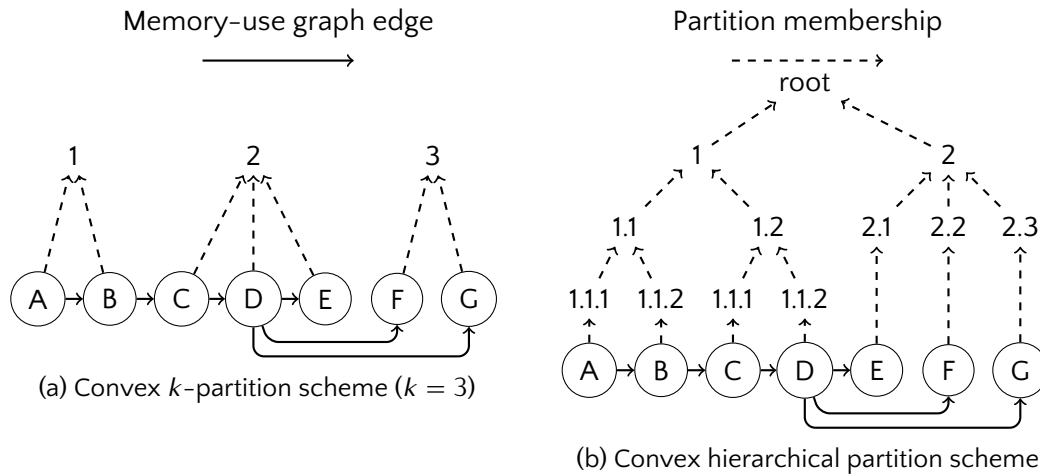 Memory-use graph edge
Partition membership
root
1 2 3
1 2
1.1 1.2 2.1 2.2 2.3
A B C D E F G
1.1.1 1.1.2 1.1.1 1.1.2
A B C D E F G
(a) Convex k-partition scheme (k = 3)
(b) Convex hierarchical partition scheme